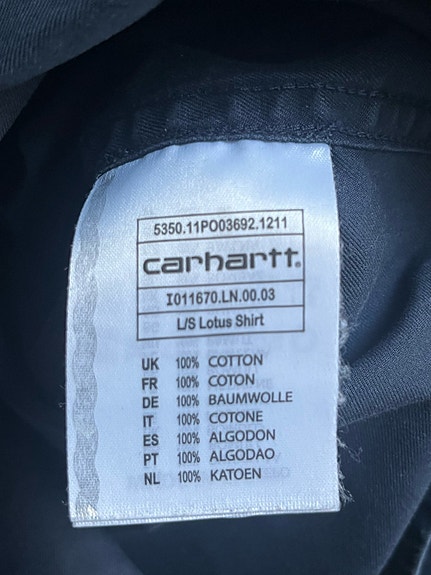 5350.11PO03692.1211
carhartt.
I011670.LN.00.03
L/S Lotus Shirt
UK 100% COTTON
FR 100% COTON
DE 100% BAUMWOLLE
IT 100% COTONE
ES 100% ALGODON
PT 100% ALGODAO
NL 100% KATOEN